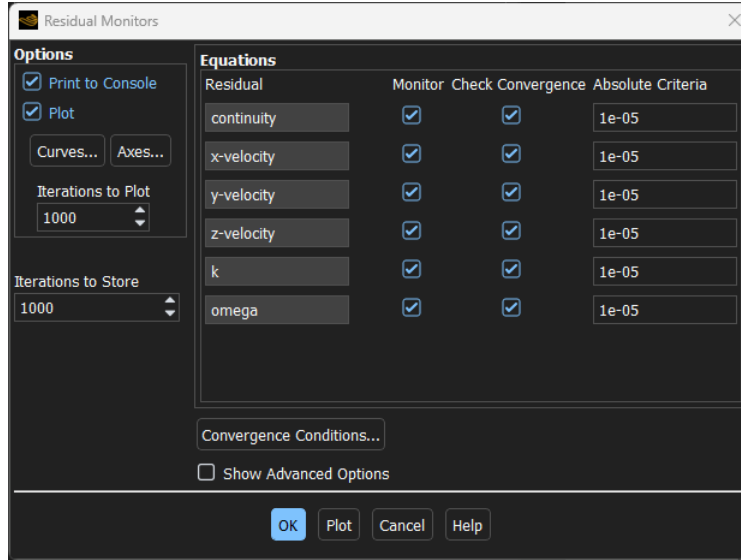 Residual Monitors
Options
Print to Console
Plot
Curves... Axes...
Iterations to Plot
1000
Iterations to Store
1000
Equations
Residual Monitor Check Convergence Absolute Criteria
continuity 1e-05
x-velocity 1e-05
y-velocity 1e-05
z-velocity 1e-05
k 1e-05
omega 1e-05
Convergence Conditions...
Show Advanced Options
OK Plot Cancel Help